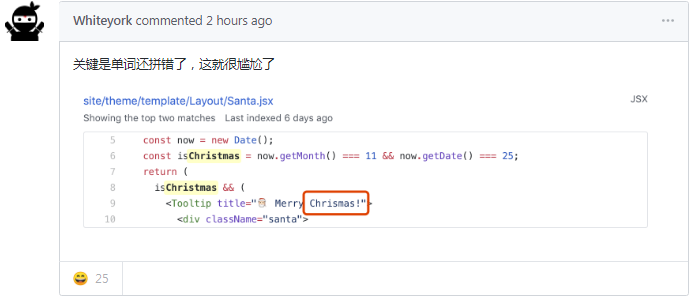 Whiteyork commented 2 hours ago
关键是单词还拼错了，这就很尴尬了
site/theme/template/Layout/Santa.jsx JSX
Showing the top two matches Last indexed 6 days ago
5 const now = new Date();
6 const isChristmas = now.getMonth() === 11 && now.getDate() === 25;
7 return (
8 isChristmas && (
9 <Tooltip title="🎅 Merry Chrismas!">
10 <div className="santa">
😄 25